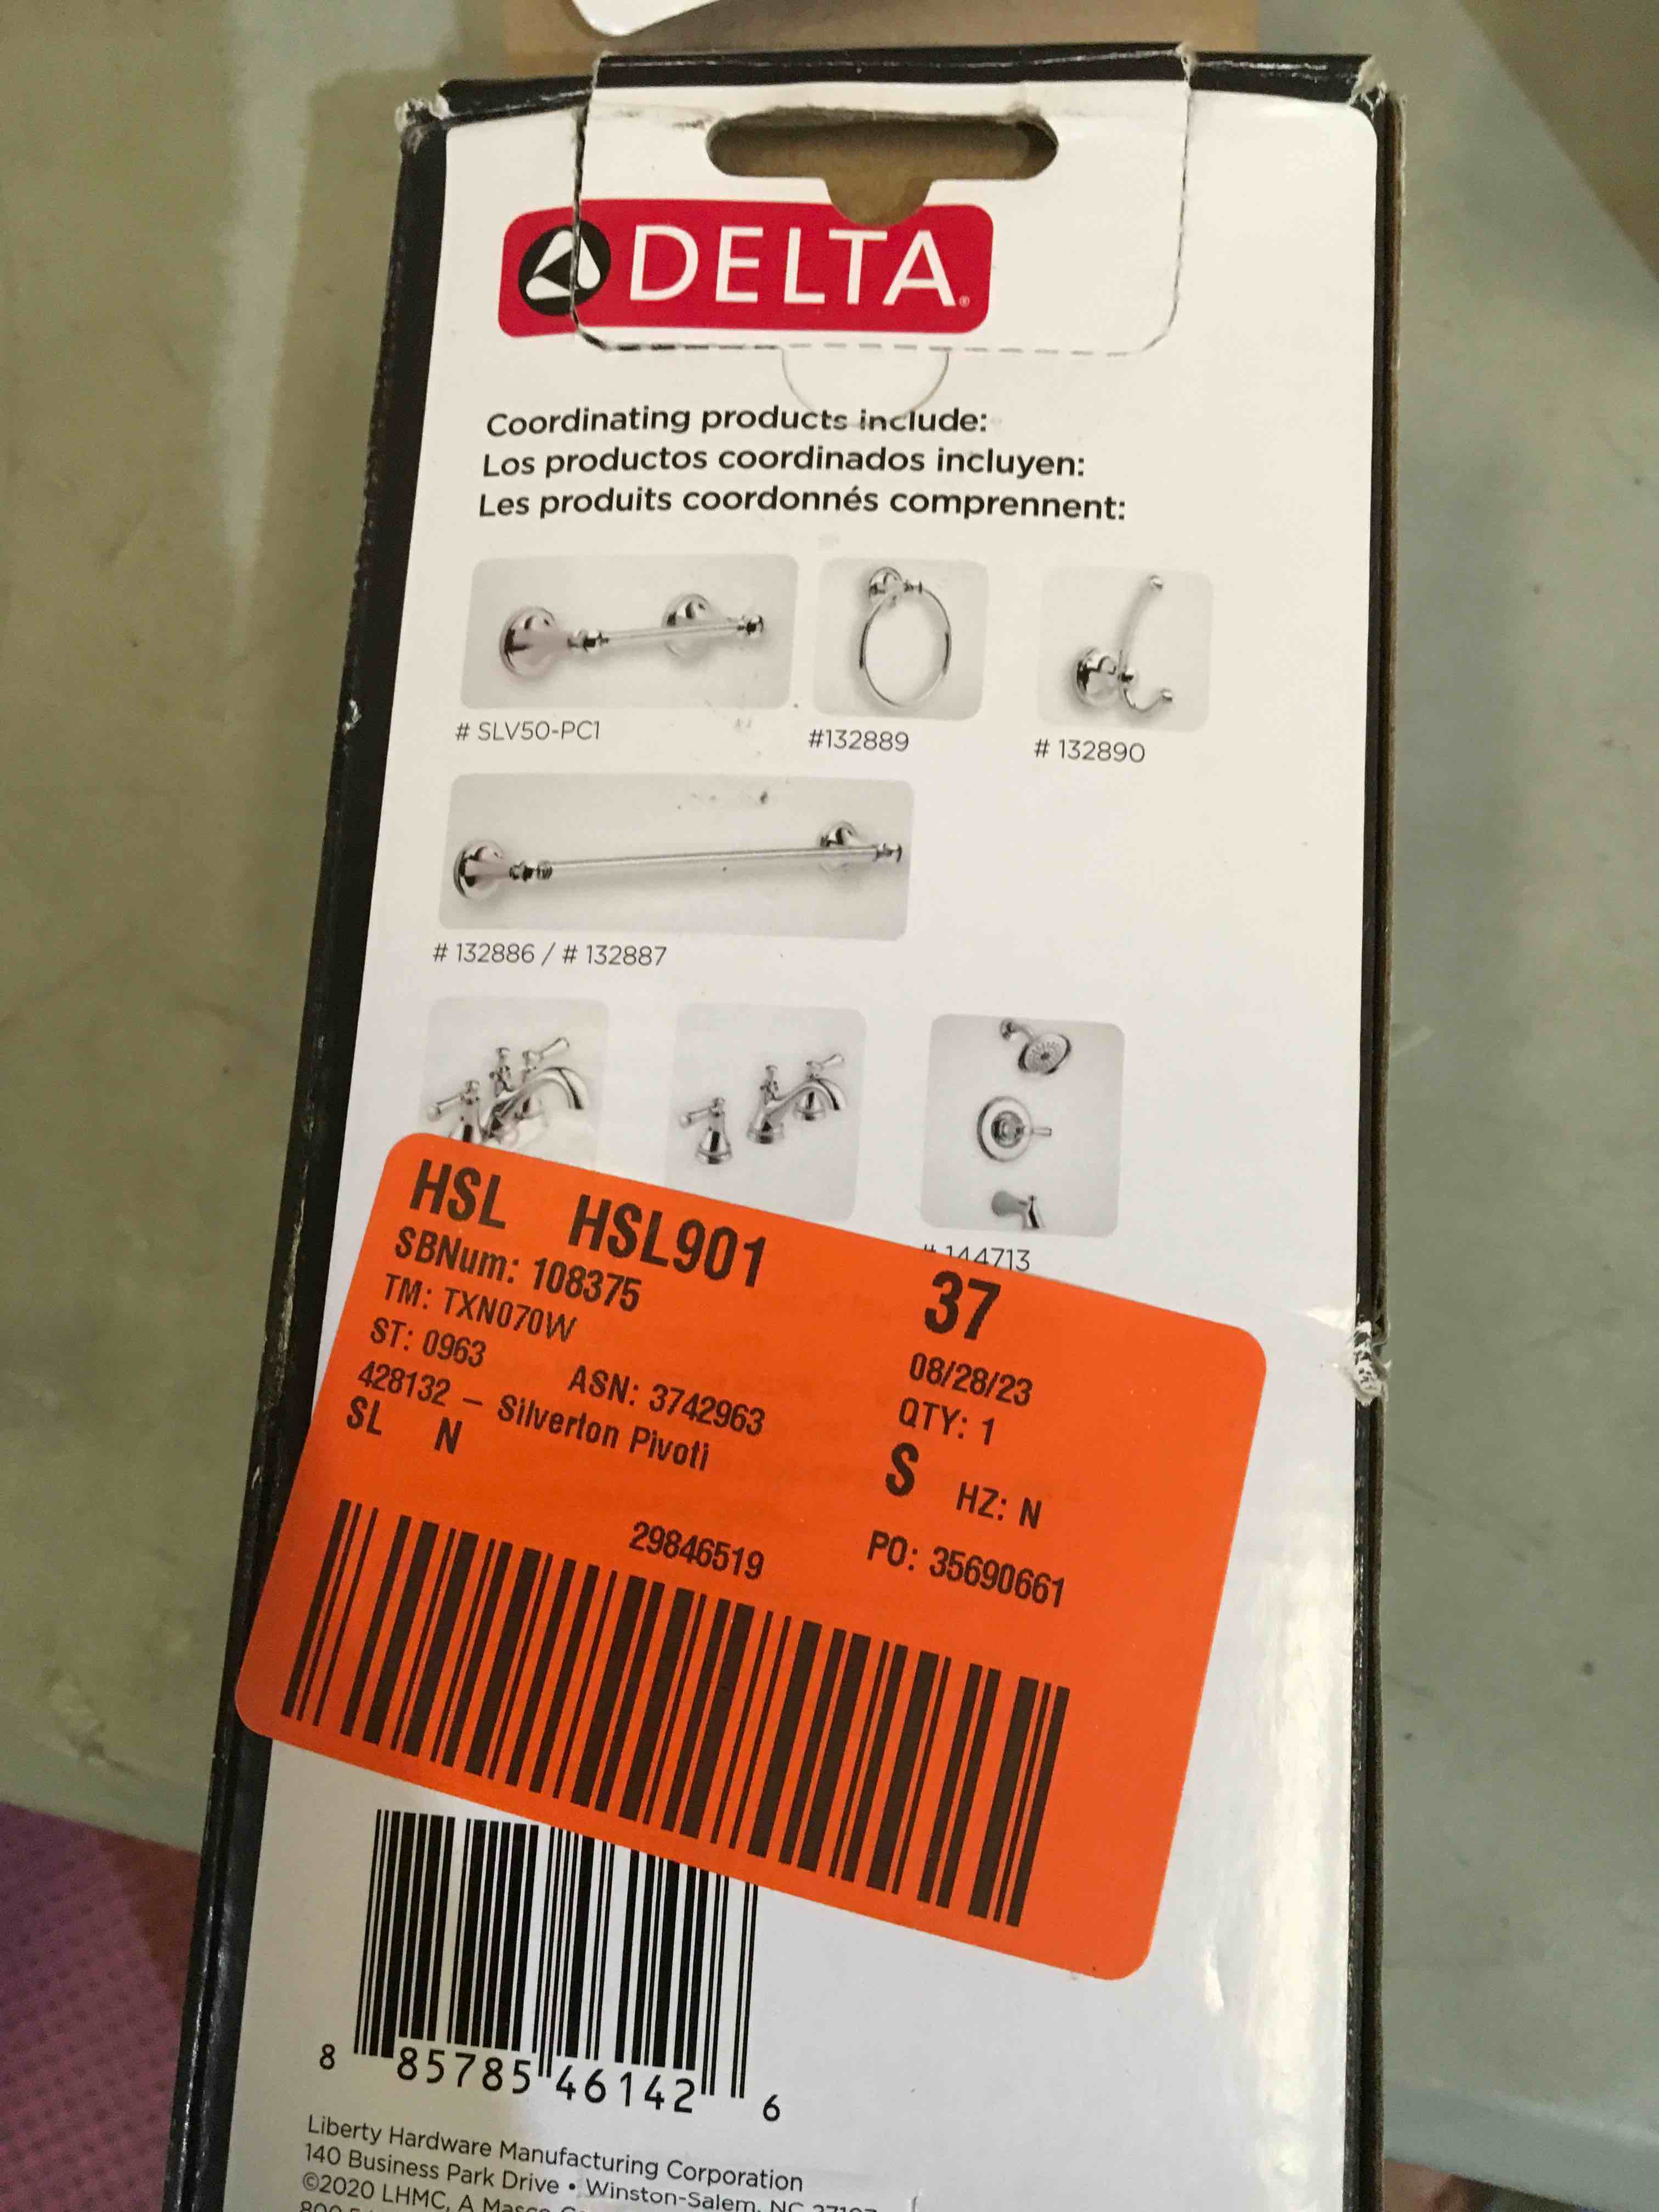 DELTA®
Coordinating products include:
Los productos coordinados incluyen:
Les produits coordonnés comprennent:
# SLV50-PC1
#132889
# 132890
# 132886 / # 132887
# 144713
HSL HSL901 37
SBNum: 108375 08/28/23
TM: TXN070W QTY: 1
ST: 0963 ASN: 3742963 S HZ: N
428132 – Silverton Pivoti
SL N
29846519 PO: 35690661
8 85785 46142 6
Liberty Hardware Manufacturing Corporation
140 Business Park Drive • Winston-Salem, NC
©2020 LHMC, A